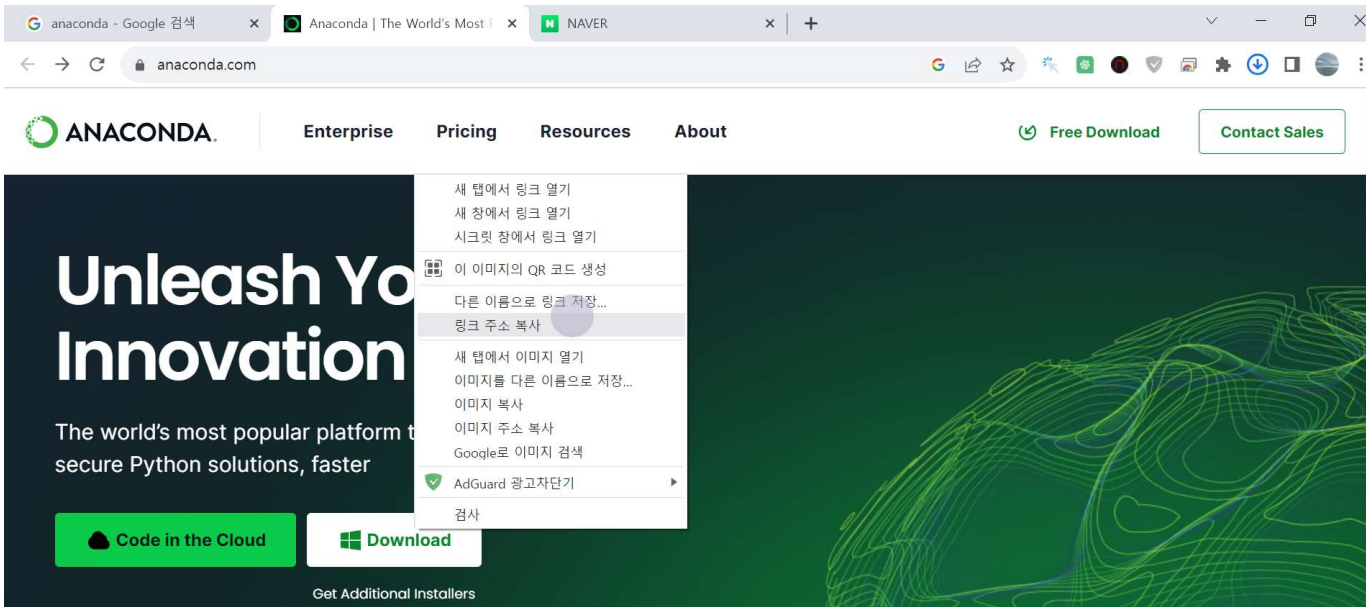 anaconda - Google 검색
Anaconda | The World's Most
NAVER
anaconda.com
ANACONDA.
Enterprise
Pricing
Resources
About
Free Download
Contact Sales
새 탭에서 링크 열기
새 창에서 링크 열기
시크릿 창에서 링크 열기
이 이미지의 QR 코드 생성
다른 이름으로 링크 저장...
링크 주소 복사
새 탭에서 이미지 열기
이미지를 다른 이름으로 저장...
이미지 복사
이미지 주소 복사
Google로 이미지 검색
AdGuard 광고차단기
검사
Unleash Yo
Innovation
The world's most popular platform t
secure Python solutions, faster
Code in the Cloud
Download
Get Additional Installers